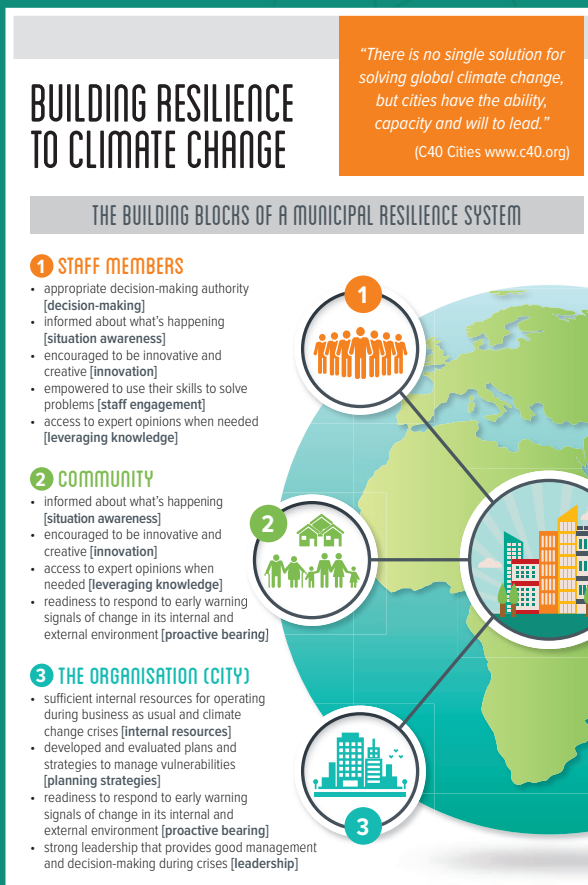 “There is no single solution for
solving global climate change,
but cities have the ability,
capacity and will to lead.”
(C40 Cities www.c40.org)
BUILDING RESILIENCE
TO CLIMATE CHANGE
THE BUILDING BLOCKS OF A MUNICIPAL RESILIENCE SYSTEM
1 STAFF MEMBERS
• appropriate decision-making authority
[decision-making]
• informed about what’s happening
[situation awareness]
• encouraged to be innovative and
creative [innovation]
• empowered to use their skills to solve
problems [staff engagement]
• access to expert opinions when needed
[leveraging knowledge]
2 COMMUNITY
• informed about what’s happening
[situation awareness]
• encouraged to be innovative and
creative [innovation]
• access to expert opinions when
needed [leveraging knowledge]
• readiness to respond to early warning
signals of change in its internal and
external environment [proactive bearing]
3 THE ORGANISATION (CITY)
• sufficient internal resources for operating
during business as usual and climate
change crises [internal resources]
• developed and evaluated plans and
strategies to manage vulnerabilities
[planning strategies]
• readiness to respond to early warning
signals of change in its internal and
external environment [proactive bearing]
• strong leadership that provides good management
and decision-making during crises [leadership]
1
2
3